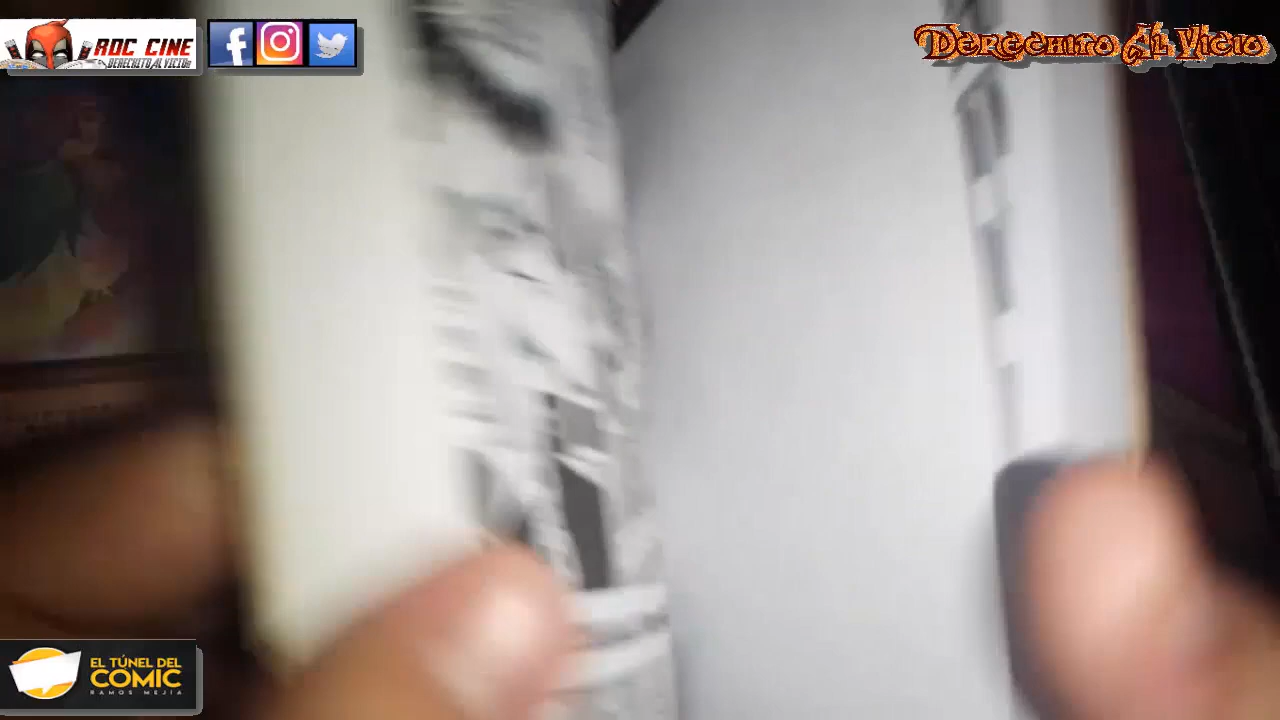 ROC CINE
DERECHITO AL VICIO
Derechito Al Vicio
EL TÚNEL DEL
COMIC
RAMOS MEJÍA